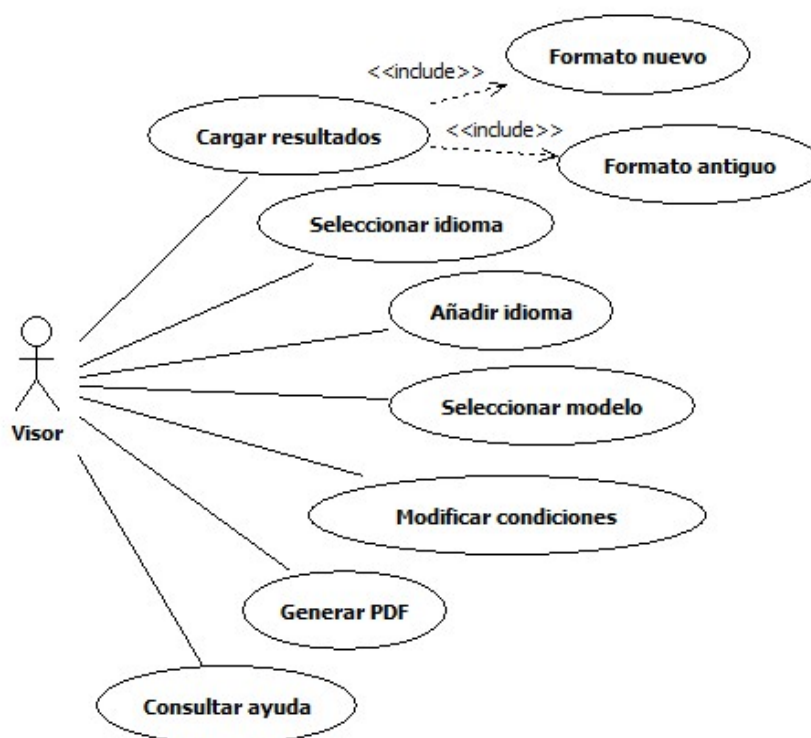 Formato nuevo
<<include>>
Cargar resultados
<<include>>
Formato antiguo
Seleccionar idioma
Añadir idioma
Seleccionar modelo
Visor
Modificar condiciones
Generar PDF
Consultar ayuda